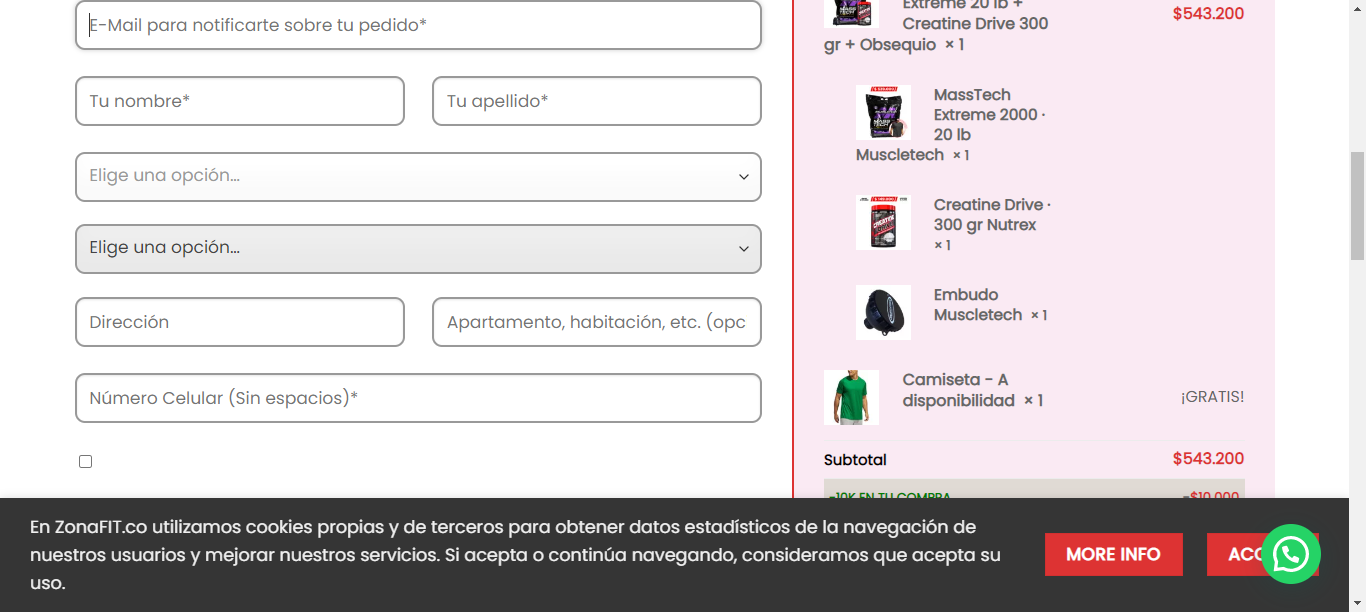 E-Mail para notificarte sobre tu pedido*
Tu nombre*
Tu apellido*
Elige una opción...
Elige una opción...
Dirección
Apartamento, habitación, etc. (opc
Número Celular (Sin espacios)*
Extreme 20 lb +
Creatine Drive 300
gr + Obsequio × 1
$543.200
MassTech
Extreme 2000 ·
20 lb
Muscletech × 1
Creatine Drive ·
300 gr Nutrex
× 1
Embudo
Muscletech × 1
Camiseta - A
disponibilidad × 1
¡GRATIS!
Subtotal
$543.200
-10K EN TU COMPRA
-$10.000
En ZonaFIT.co utilizamos cookies propias y de terceros para obtener datos estadísticos de la navegación de
nuestros usuarios y mejorar nuestros servicios. Si acepta o continúa navegando, consideramos que acepta su
uso.
MORE INFO